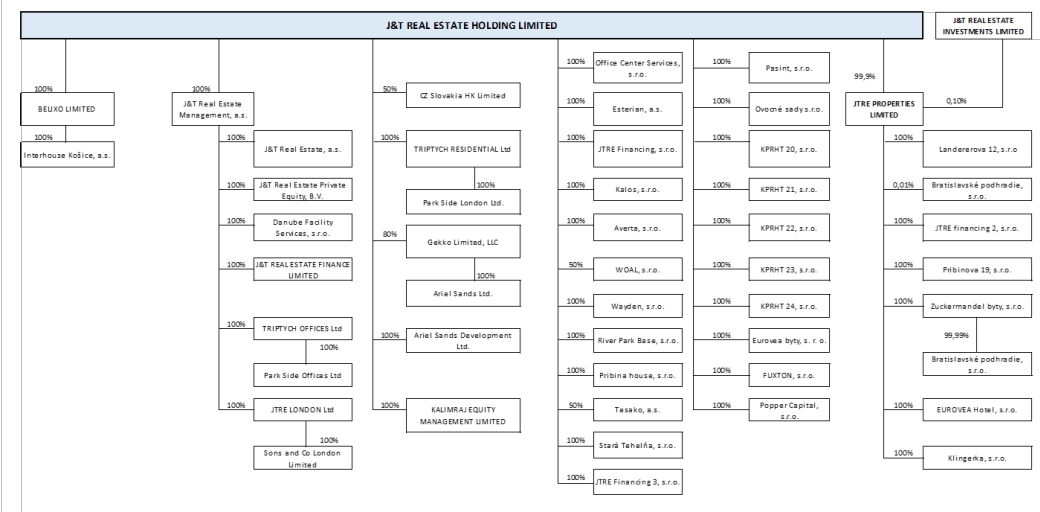 J&T REAL ESTATE HOLDING LIMITED
J&T REAL ESTATE
INVESTMENTS LIMITED
100%
BELIXO LIMITED
100%
Interhouse Košice, a.s.
100%
J&T Real Estate
Management, a.s.
100%
J&T Real Estate, a.s.
100%
J&T Real Estate Private
Equity, B.V.
100%
Danube Facility
Services, s.r.o.
100%
J&T REAL ESTATE FINANCE
LIMITED
100%
TRIPTYCH OFFICES Ltd
100%
Park Side Offices Ltd
100%
JTRE LONDON Ltd
100%
Sons and Co London
Limited
50%
CZ Slovakia HK Limited
100%
TRIPTYCH RESIDENTIAL Ltd
100%
Park Side London Ltd.
80%
Gekko Limited, LLC
100%
Ariel Sands Ltd.
100%
Ariel Sands Development
Ltd.
100%
KALIMRAJ EQUITY
MANAGEMENT LIMITED
100%
Office Center Services,
s.r.o.
100%
Esterian, a.s.
100%
JTRE Financing, s.r.o.
100%
Kalos, s.r.o.
100%
Averta, s.r.o.
50%
WOAL, s.r.o.
100%
Wayden, s.r.o.
100%
River Park Base, s.r.o.
100%
Pribina house, s.r.o.
50%
Tesako, a.s.
100%
Stará Tehelňa, s.r.o.
100%
JTRE Financing 3, s.r.o.
100%
Pasint, s.r.o.
100%
Ovocné sady s.r.o.
100%
KPRHT 20, s.r.o.
100%
KPRHT 21, s.r.o.
100%
KPRHT 22, s.r.o.
100%
KPRHT 23, s.r.o.
100%
KPRHT 24, s.r.o.
100%
Eurovea byty, s. r. o.
100%
FUXTON, s.r.o.
100%
Popper Capital,
s.r.o.
99,9%
JTRE PROPERTIES
LIMITED
0,10%
100%
Landererova 12, s.r.o
0,01%
Bratislavské podhradie,
s.r.o.
100%
JTRE financing 2, s.r.o.
100%
Pribinova 19, s.r.o.
100%
Zuckermandel byty, s.r.o.
99,99%
Bratislavské podhradie,
s.r.o.
100%
EUROVEA Hotel, s.r.o.
100%
Klingerka, s.r.o.